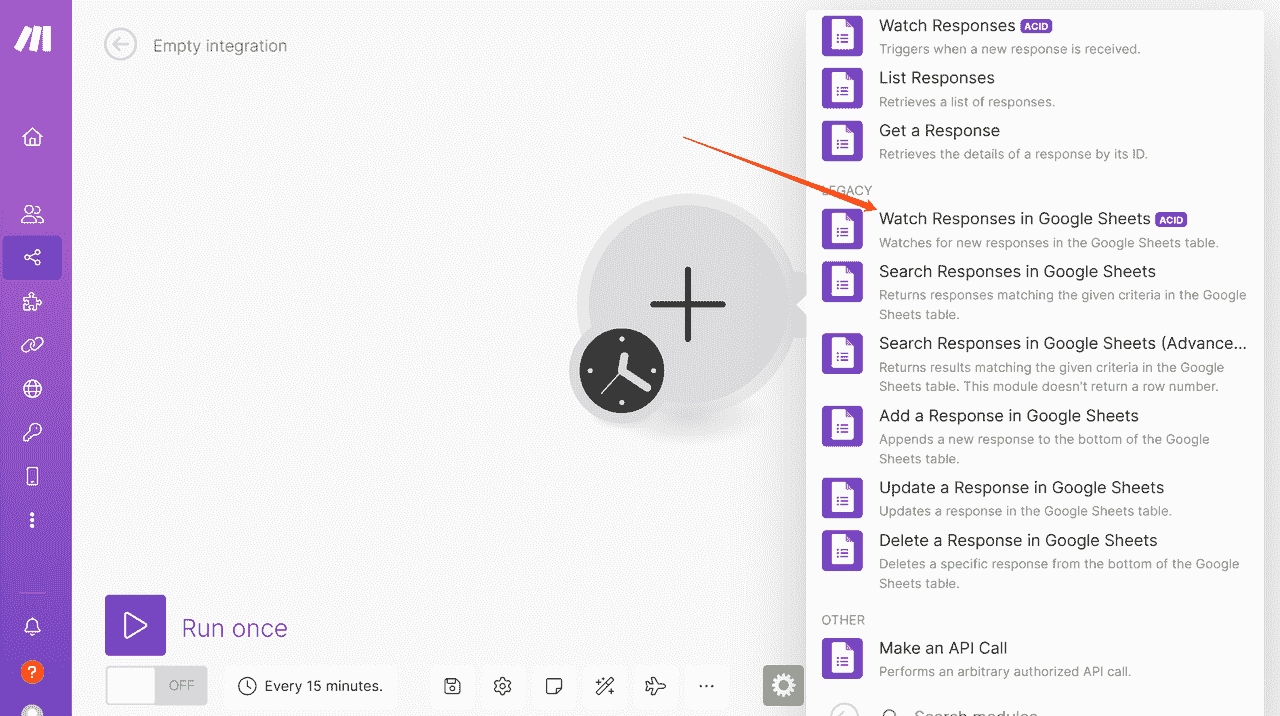 Empty integration
Watch Responses ACID
Triggers when a new response is received.
List Responses
Retrieves a list of responses.
Get a Response
Retrieves the details of a response by its ID.
LEGACY
Watch Responses in Google Sheets ACID
Watches for new responses in the Google Sheets table.
Search Responses in Google Sheets
Returns responses matching the given criteria in the Google
Sheets table.
Search Responses in Google Sheets (Advance...
Returns results matching the given criteria in the Google
Sheets table. This module doesn't return a row number.
Add a Response in Google Sheets
Appends a new response to the bottom of the Google
Sheets table.
Update a Response in Google Sheets
Updates a response in the Google Sheets table.
Delete a Response in Google Sheets
Deletes a specific response from the bottom of the Google
Sheets table.
OTHER
Make an API Call
Performs an arbitrary authorized API call.
Search modules
Run once
OFF
Every 15 minutes.
?